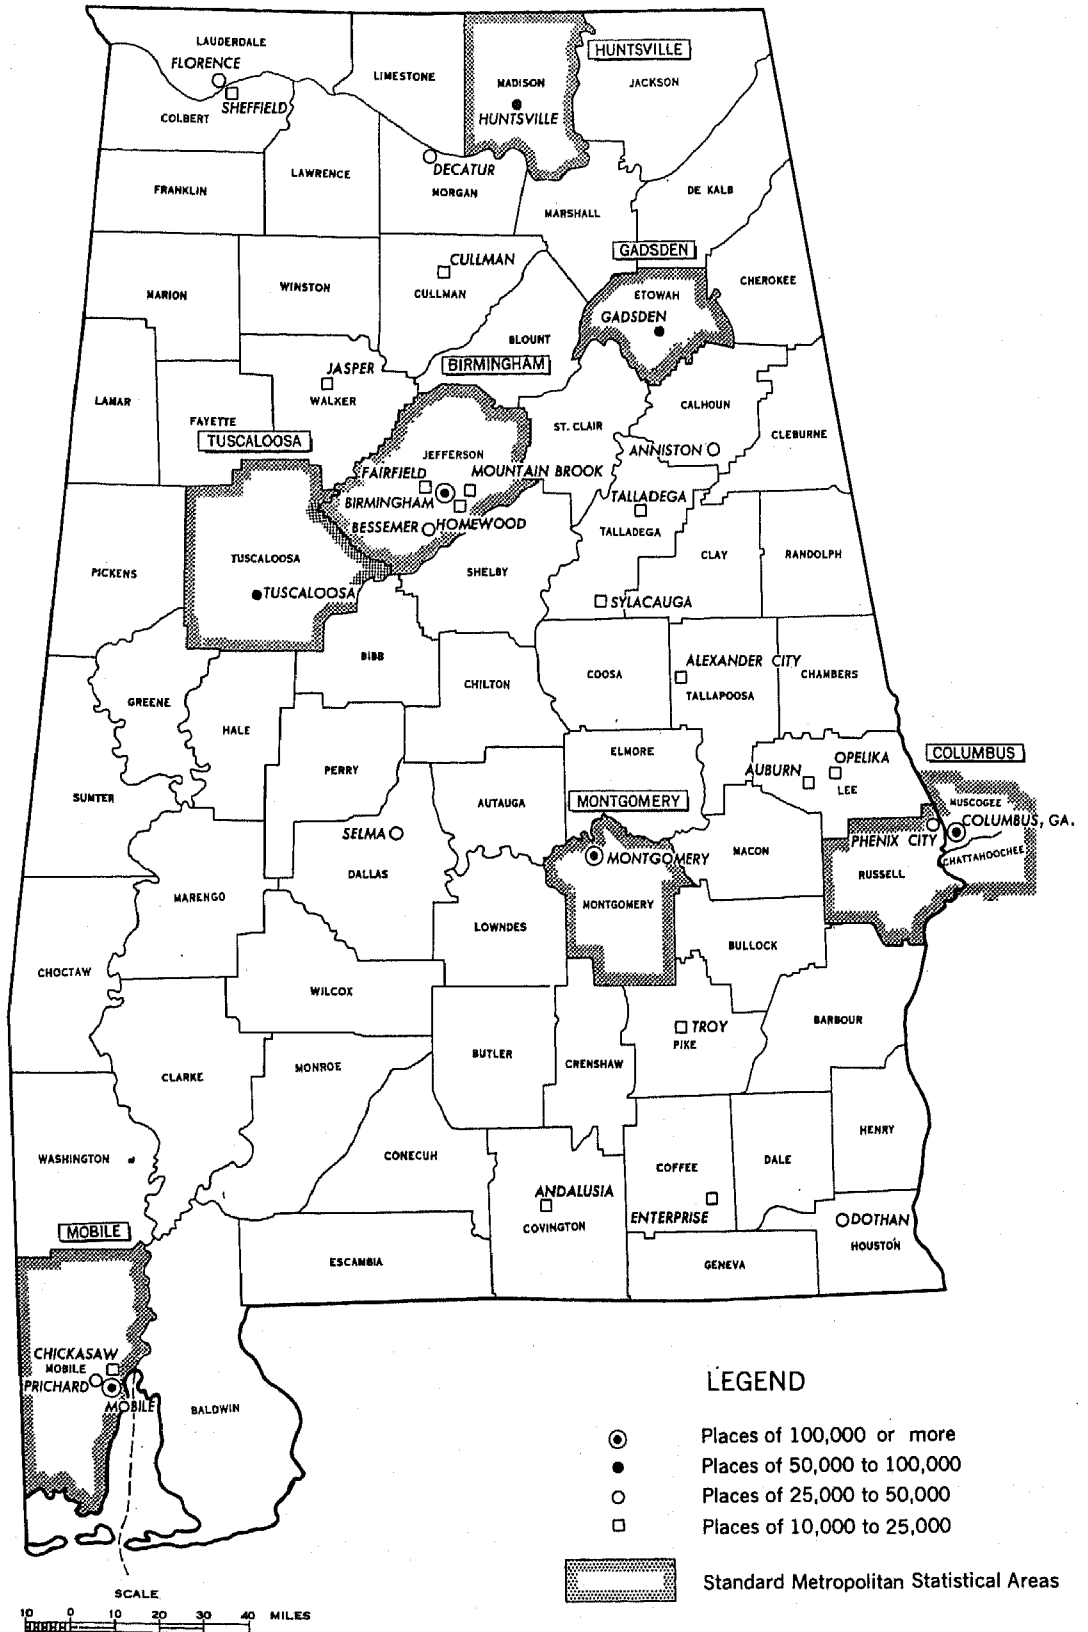 LAUDERDALE
FLORENCE
SHEFFIELD
COLBERT
LIMESTONE
MADISON
HUNTSVILLE
HUNTSVILLE
JACKSON
FRANKLIN
LAWRENCE
DECATUR
MORGAN
MARSHALL
DE KALB
MARION
WINSTON
CULLMAN
CULLMAN
BLOUNT
GADSDEN
ETOWAH
GADSDEN
CHEROKEE
LAMAR
FAYETTE
JASPER
WALKER
BIRMINGHAM
JEFFERSON
FAIRFIELD
MOUNTAIN BROOK
BIRMINGHAM
BESSEMER
HOMEWOOD
ST. CLAIR
CALHOUN
ANNISTON
CLEBURNE
TUSCALOOSA
TUSCALOOSA
TUSCALOOSA
PICKENS
SHELBY
TALLADEGA
TALLADEGA
CLAY
RANDOLPH
SYLACAUGA
GREENE
HALE
BIBB
CHILTON
COOSA
ALEXANDER CITY
TALLAPOOSA
CHAMBERS
SUMTER
PERRY
AUTAUGA
ELMORE
AUBURN
OPELIKA
LEE
COLUMBUS
MUSCOGEE
COLUMBUS, GA.
PHENIX CITY
CHATTAHOOCHEE
RUSSELL
SELMA
DALLAS
MONTGOMERY
MONTGOMERY
MONTGOMERY
MACON
MARENGO
LOWNDES
BULLOCK
CHOCTAW
WILCOX
TROY
PIKE
BARBOUR
CLARKE
MONROE
BUTLER
CRENSHAW
WASHINGTON
CONECUH
ANDALUSIA
COVINGTON
COFFEE
ENTERPRISE
DALE
HENRY
DOTHAN
HOUSTON
ESCAMBIA
GENEVA
MOBILE
CHICKASAW
MOBILE
PRICHARD
MOBILE
BALDWIN
LEGEND
Places of 100,000 or more
Places of 50,000 to 100,000
Places of 25,000 to 50,000
Places of 10,000 to 25,000
Standard Metropolitan Statistical Areas
SCALE
10 0 10 20 30 40 MILES